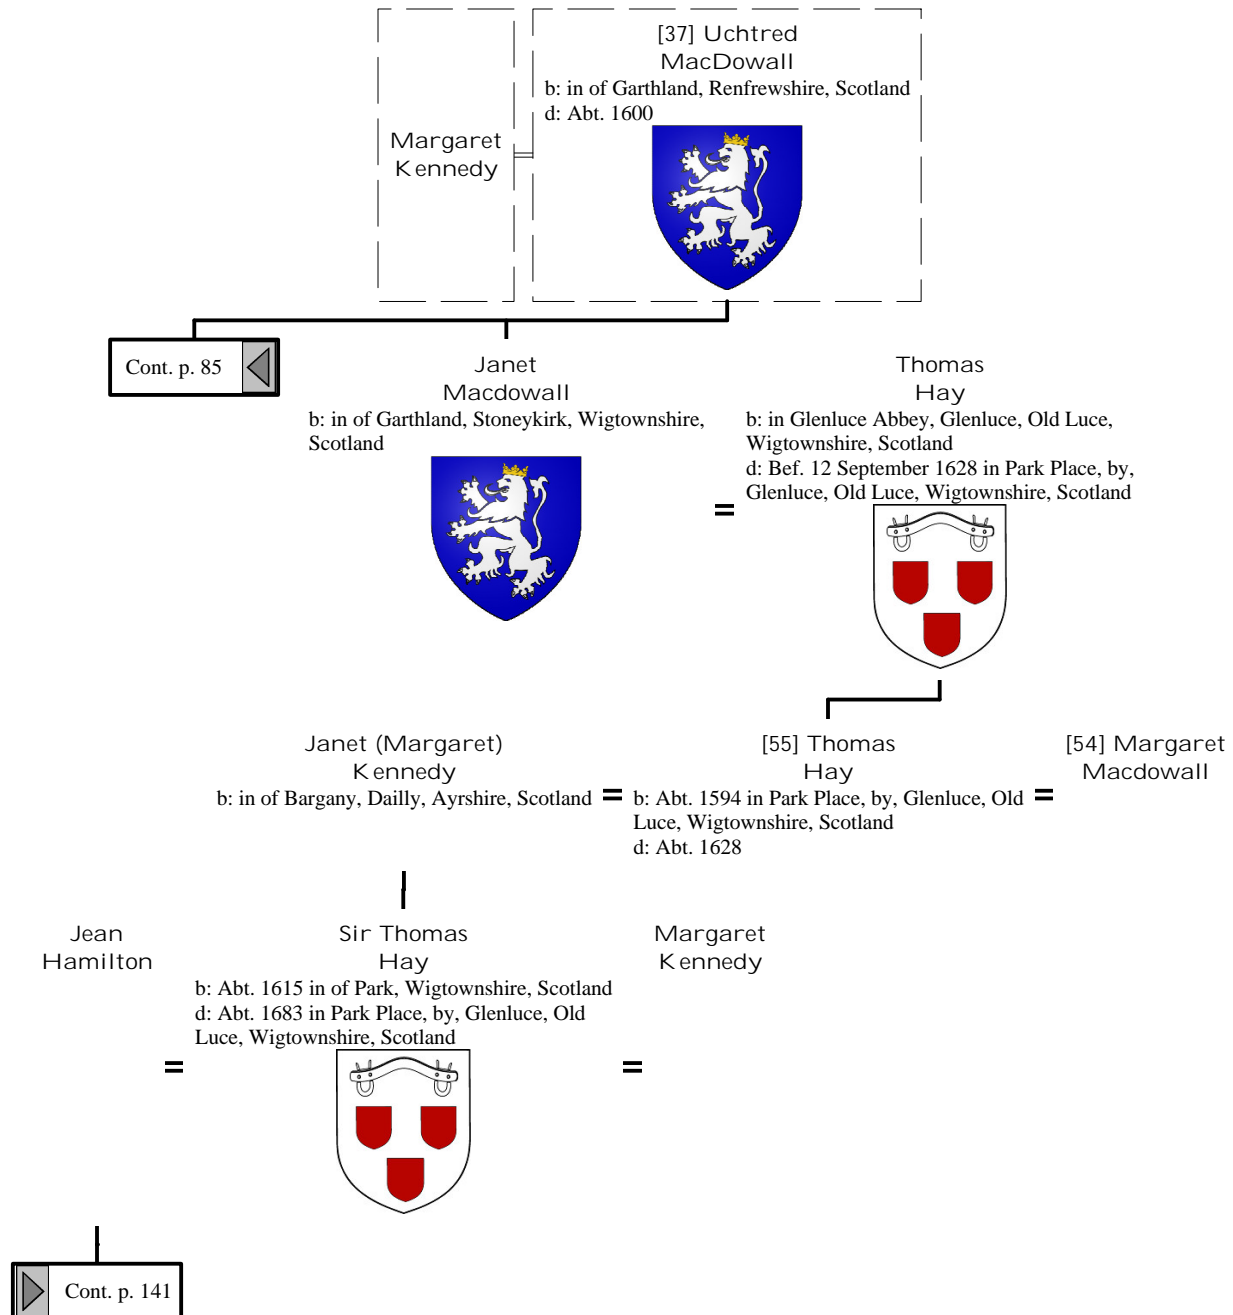 [37] Uchtred
MacDowall
b: in of Garthland, Renfrewshire, Scotland
d: Abt. 1600
Margaret
Kennedy
Cont. p. 85
Janet
Macdowall
b: in of Garthland, Stoneykirk, Wigtownshire,
Scotland
=
Thomas
Hay
b: in Glenluce Abbey, Glenluce, Old Luce,
Wigtownshire, Scotland
d: Bef. 12 September 1628 in Park Place, by,
Glenluce, Old Luce, Wigtownshire, Scotland
Janet (Margaret)
Kennedy
b: in of Bargany, Dailly, Ayrshire, Scotland
=
[55] Thomas
Hay
b: Abt. 1594 in Park Place, by, Glenluce, Old
Luce, Wigtownshire, Scotland
d: Abt. 1628
=
[54] Margaret
Macdowall
Jean
Hamilton
=
Sir Thomas
Hay
b: Abt. 1615 in of Park, Wigtownshire, Scotland
d: Abt. 1683 in Park Place, by, Glenluce, Old
Luce, Wigtownshire, Scotland
=
Margaret
Kennedy
Cont. p. 141